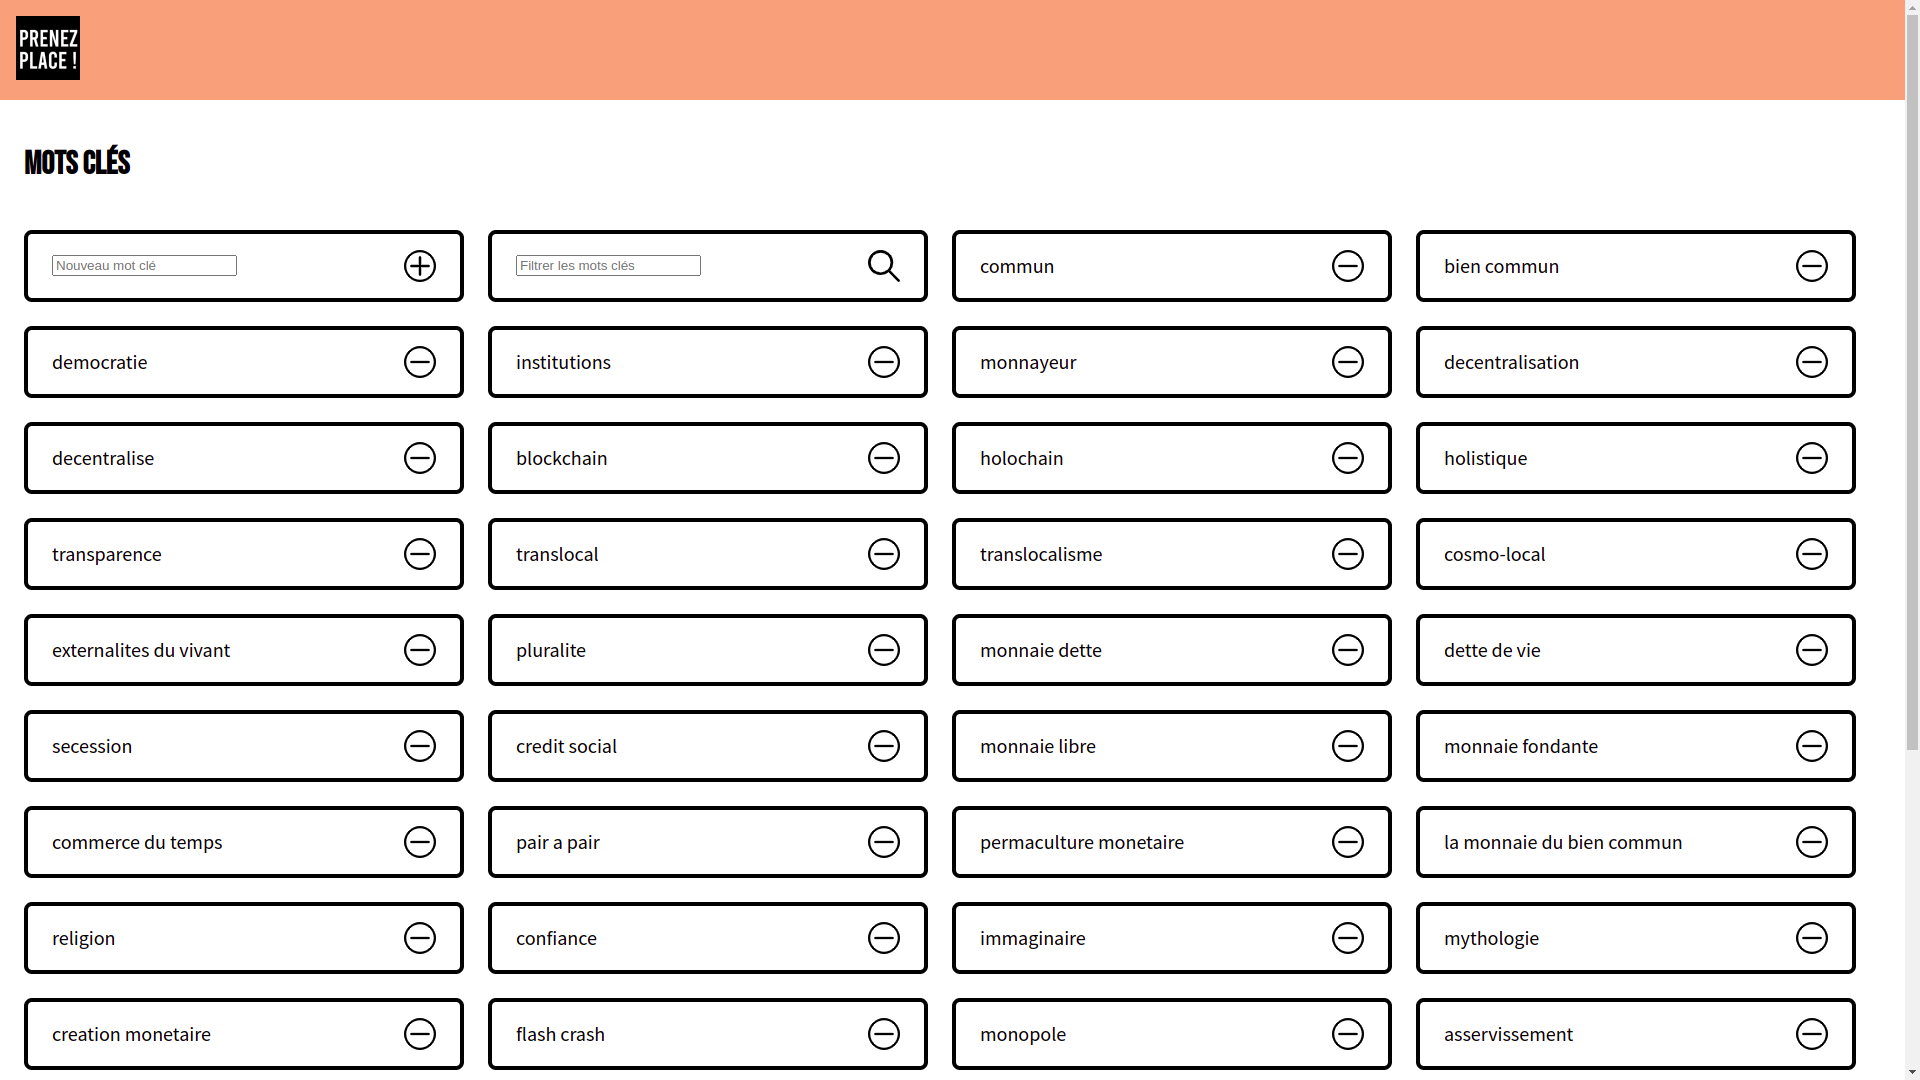 PRENEZ
PLACE !
MOTS CLÉS
Nouveau mot clé
Filtrer les mots clés
commun
bien commun
democratie
institutions
monnayeur
decentralisation
decentralise
blockchain
holochain
holistique
transparence
translocal
translocalisme
cosmo-local
externalites du vivant
pluralite
monnaie dette
dette de vie
secession
credit social
monnaie libre
monnaie fondante
commerce du temps
pair a pair
permaculture monetaire
la monnaie du bien commun
religion
confiance
immaginaire
mythologie
creation monetaire
flash crash
monopole
asservissement